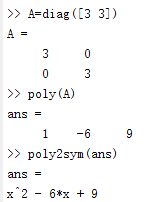 >> A=diag([3 3])
A =
3 0
0 3
>> poly(A)
ans =
1 -6 9
>> poly2sym(ans)
ans =
x^2 - 6*x + 9